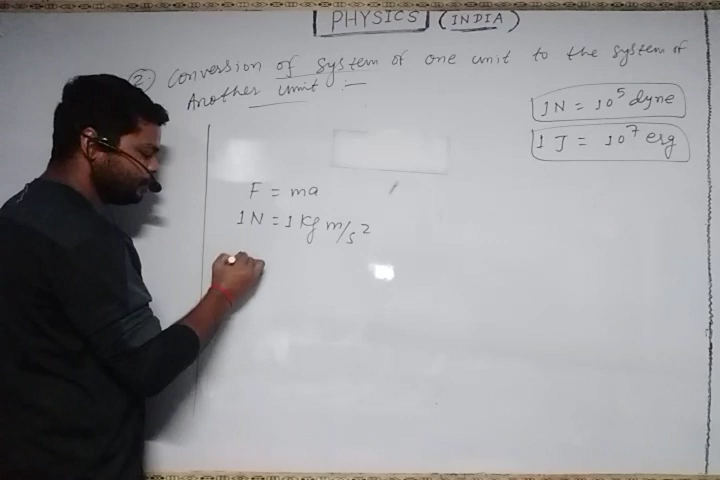 PHYSICS (INDIA)
2. Conversion of System of one unit to the System of
Another unit :-
1N = 10⁵ dyne
1 J = 10⁷ erg
F = ma
1N = 1 kg m/s²